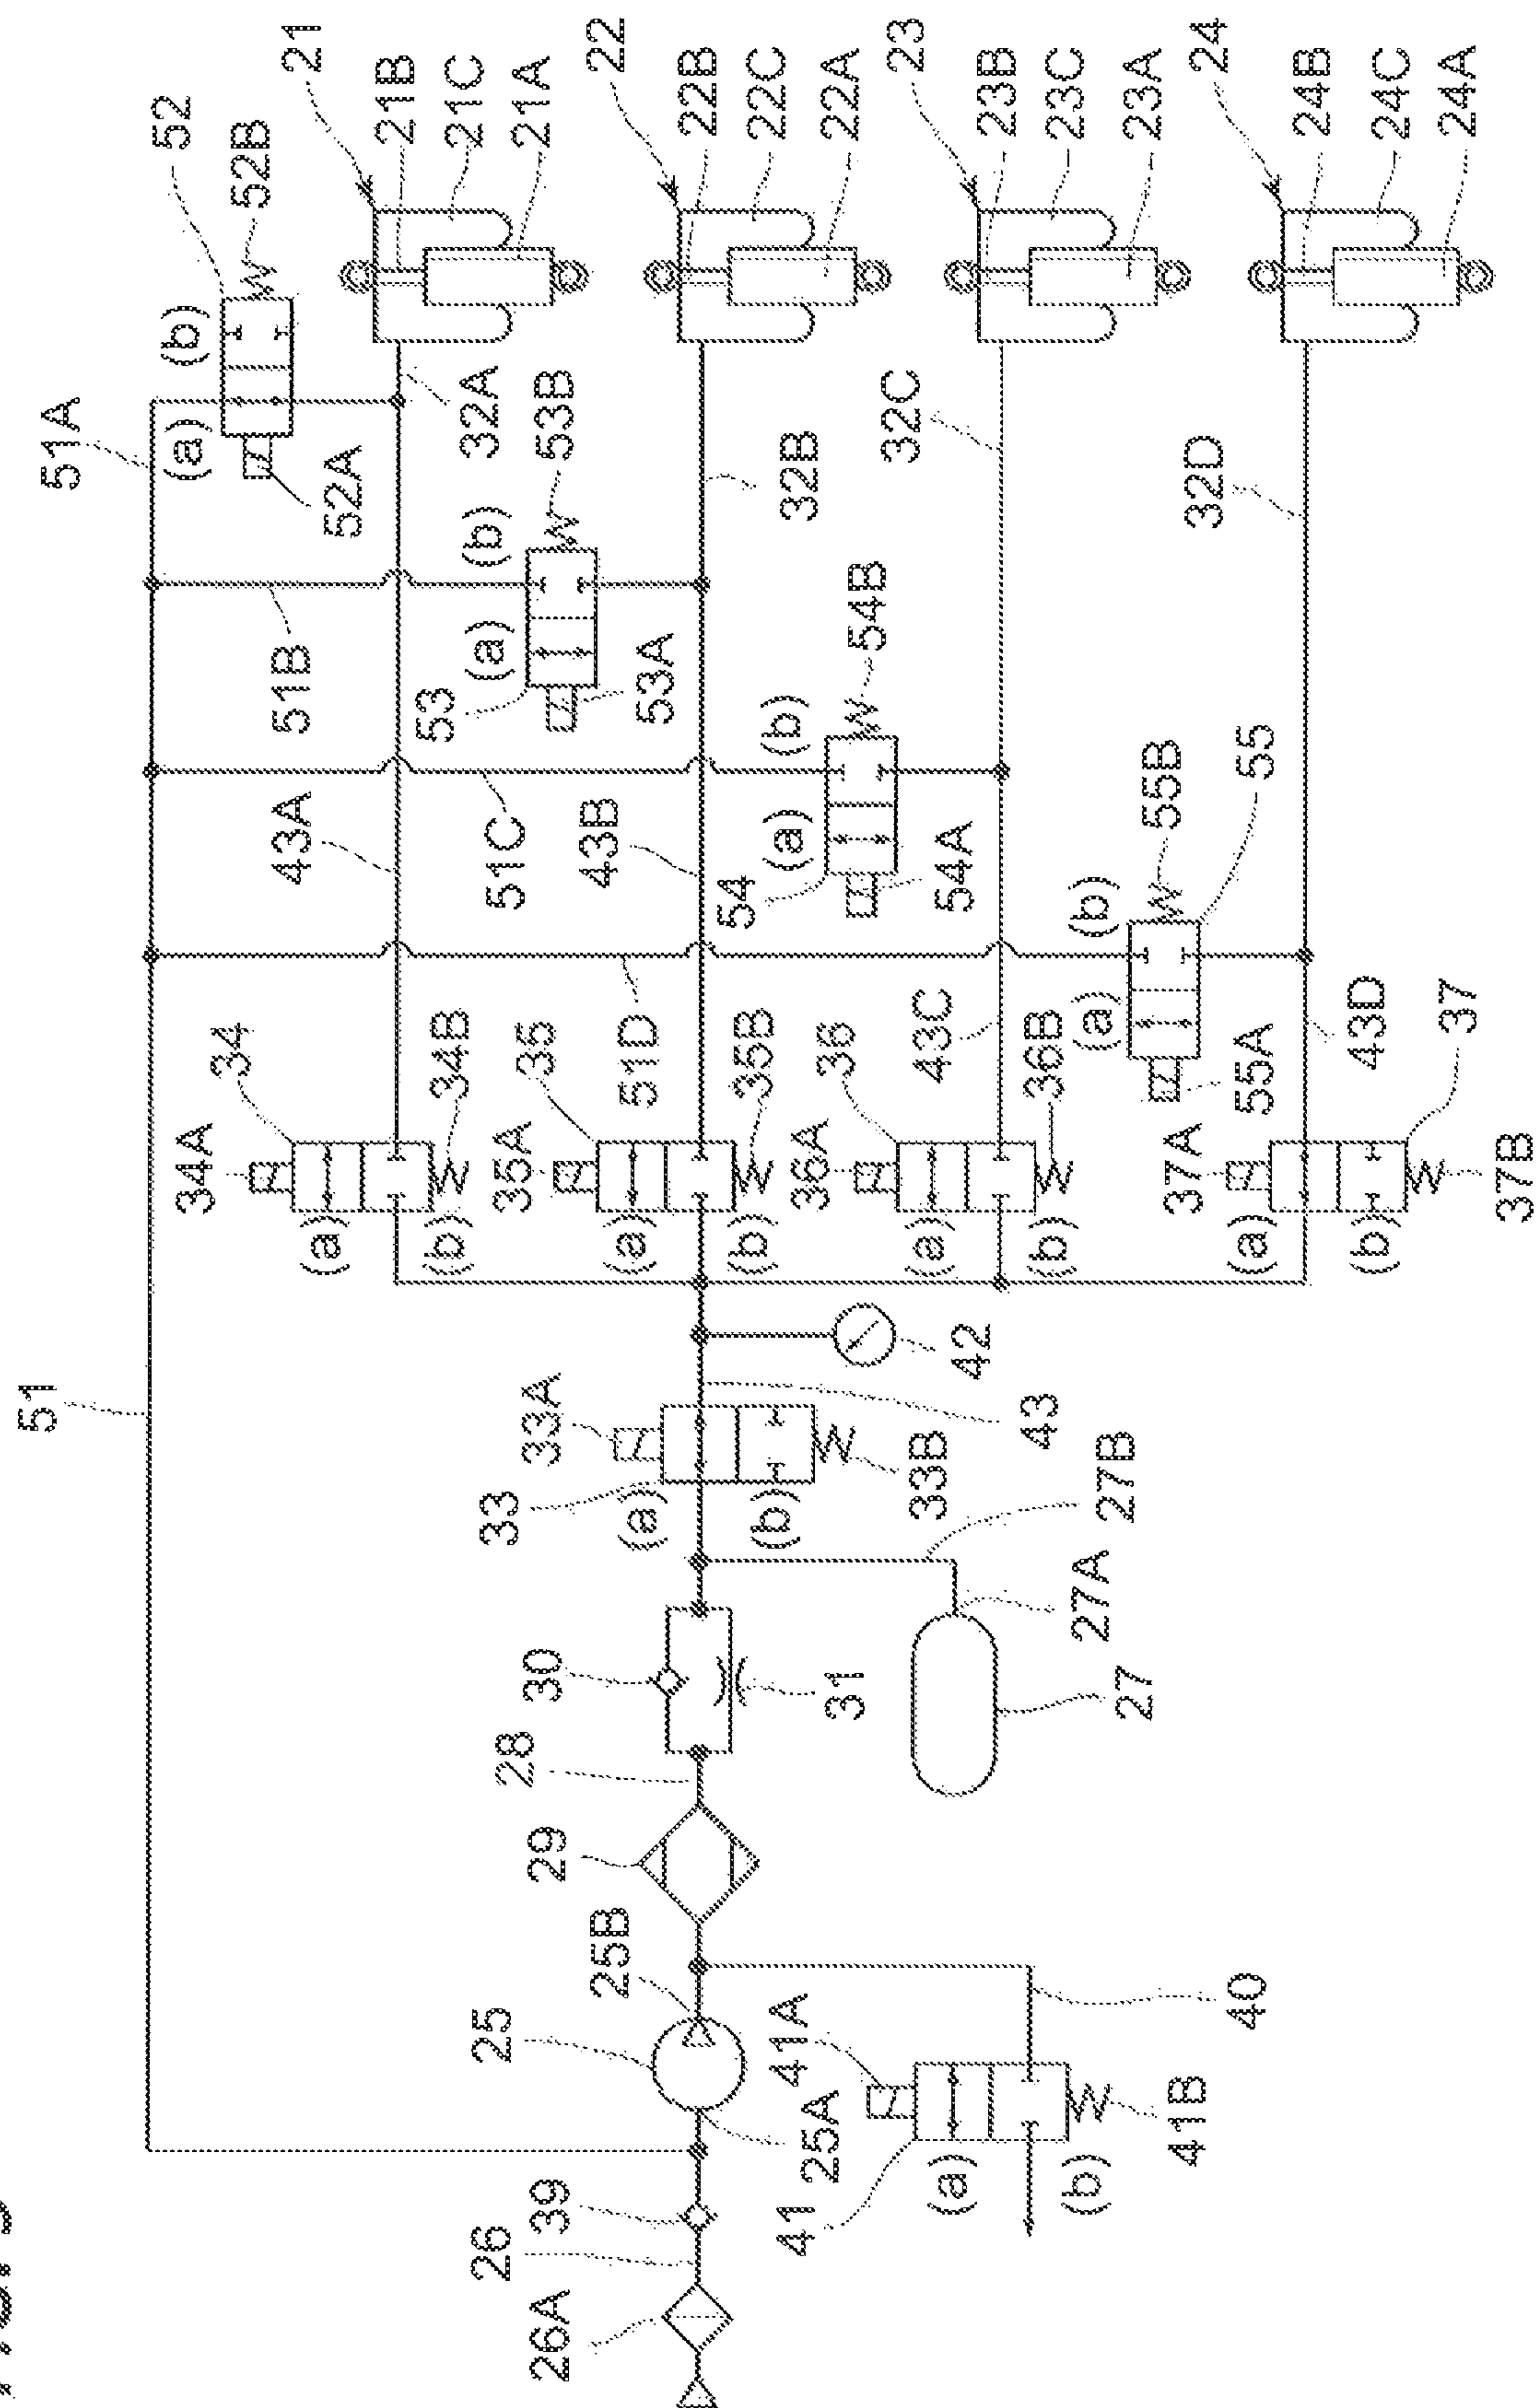 51
51A
52
52B
(b)
(a)
52A
21
21B
21C
21A
34A
34
(a)
(b)
34B
43A
51B
32A
53
(a)
(b)
53B
53A
22
22B
22C
22A
35A
35
(a)
(b)
35B
51D
51C
43B
32B
26A
26
39
25
25A
25B
29
28
30
31
33
33A
(a)
(b)
33B
43
42
54
(a)
(b)
54B
54A
32C
23
23B
23C
23A
36A
36
(a)
(b)
36B
43C
41
41A
(a)
(b)
41B
40
27
27A
27B
55
(a)
(b)
55B
55A
32D
24
24B
24C
24A
37A
(a)
(b)
37B
37
43D